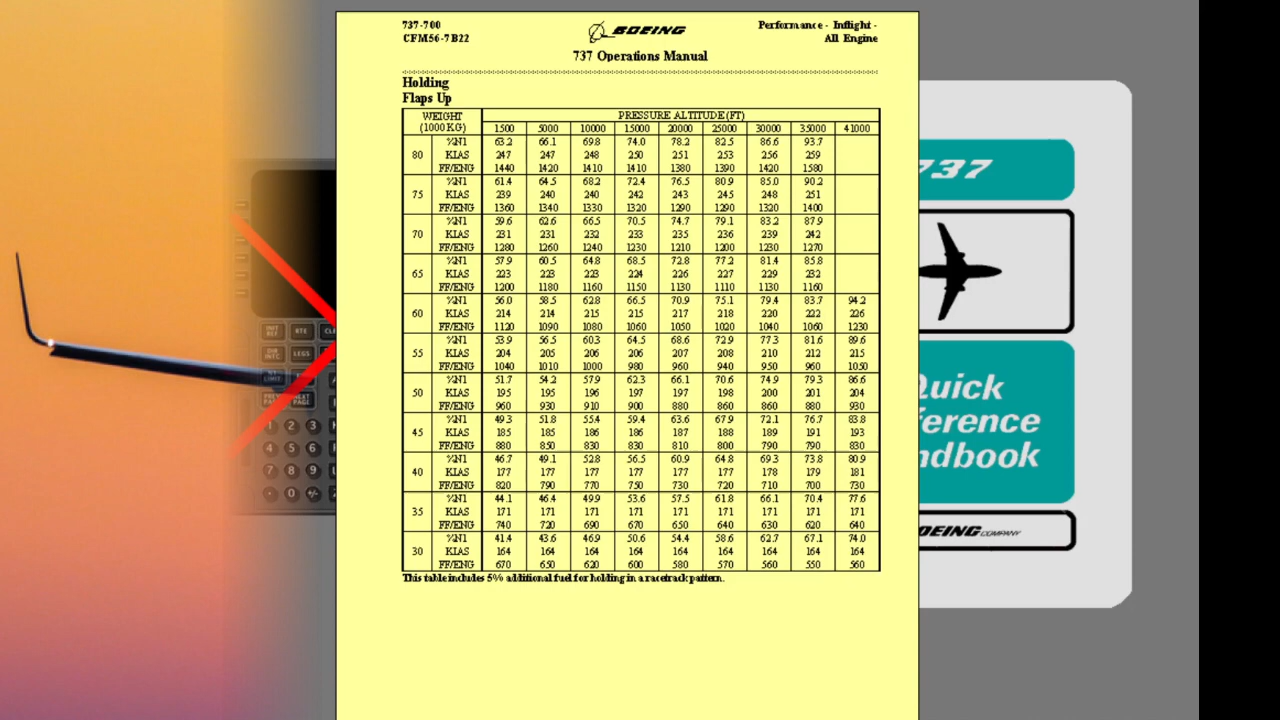 737-700
CFM56-7B22
BOEING
Performance - Inflight -
All Engine
737 Operations Manual
Holding
Flaps Up
WEIGHT (1000 KG) PRESSURE ALTITUDE (FT)
1500 5000 10000 15000 20000 25000 30000 35000 41000
%N1 63.2 66.1 69.8 74.0 78.2 82.5 86.6 93.7
80 KIAS 247 247 248 250 251 253 256 259
FF/ENG 1440 1420 1410 1410 1380 1390 1420 1580
%N1 61.4 64.5 68.2 72.4 76.5 80.9 85.0 90.2
75 KIAS 239 240 240 242 243 245 248 251
FF/ENG 1360 1340 1330 1320 1290 1290 1320 1400
%N1 59.6 62.6 66.5 70.5 74.7 79.1 83.2 87.9
70 KIAS 231 231 232 233 235 236 239 242
FF/ENG 1280 1260 1240 1230 1210 1200 1230 1270
%N1 57.9 60.5 64.8 68.5 72.8 77.2 81.4 85.8
65 KIAS 223 223 223 224 226 227 229 232
FF/ENG 1200 1180 1160 1150 1130 1110 1130 1160
%N1 56.0 58.5 62.8 66.5 70.9 75.1 79.4 83.7 94.2
60 KIAS 214 214 215 215 217 218 220 222 226
FF/ENG 1120 1090 1080 1060 1050 1020 1040 1060 1230
%N1 53.9 56.5 60.3 64.5 68.6 72.9 77.3 81.6 89.6
55 KIAS 204 205 206 206 207 208 210 212 215
FF/ENG 1040 1010 1000 980 960 940 950 960 1050
%N1 51.7 54.2 57.9 62.3 66.1 70.6 74.9 79.3 86.6
50 KIAS 195 195 196 197 197 198 200 201 204
FF/ENG 960 930 910 900 880 860 860 880 930
%N1 49.3 51.8 55.4 59.4 63.6 67.9 72.1 76.7 83.8
45 KIAS 185 185 186 186 187 188 189 191 193
FF/ENG 880 850 830 830 810 800 790 790 830
%N1 46.7 49.1 52.8 56.5 60.9 64.8 69.3 73.8 80.9
40 KIAS 177 177 177 177 177 177 178 179 181
FF/ENG 820 790 770 750 730 720 710 700 730
%N1 44.1 46.4 49.9 53.6 57.5 61.8 66.1 70.4 77.6
35 KIAS 171 171 171 171 171 171 171 171 171
FF/ENG 740 720 690 670 650 640 630 620 640
%N1 41.4 43.6 46.9 50.6 54.4 58.6 62.7 67.1 74.0
30 KIAS 164 164 164 164 164 164 164 164 164
FF/ENG 670 650 620 600 580 570 560 550 560
This table includes 5% additional fuel for holding in a racetrack pattern.
737
Quick
erence
ndbook
OEING COMPANY
INIT REF RTE CLB
DEP ARR LEGS
NEXT PAGE
1 2 3
4 5 6
7 8 9
. 0 +/-